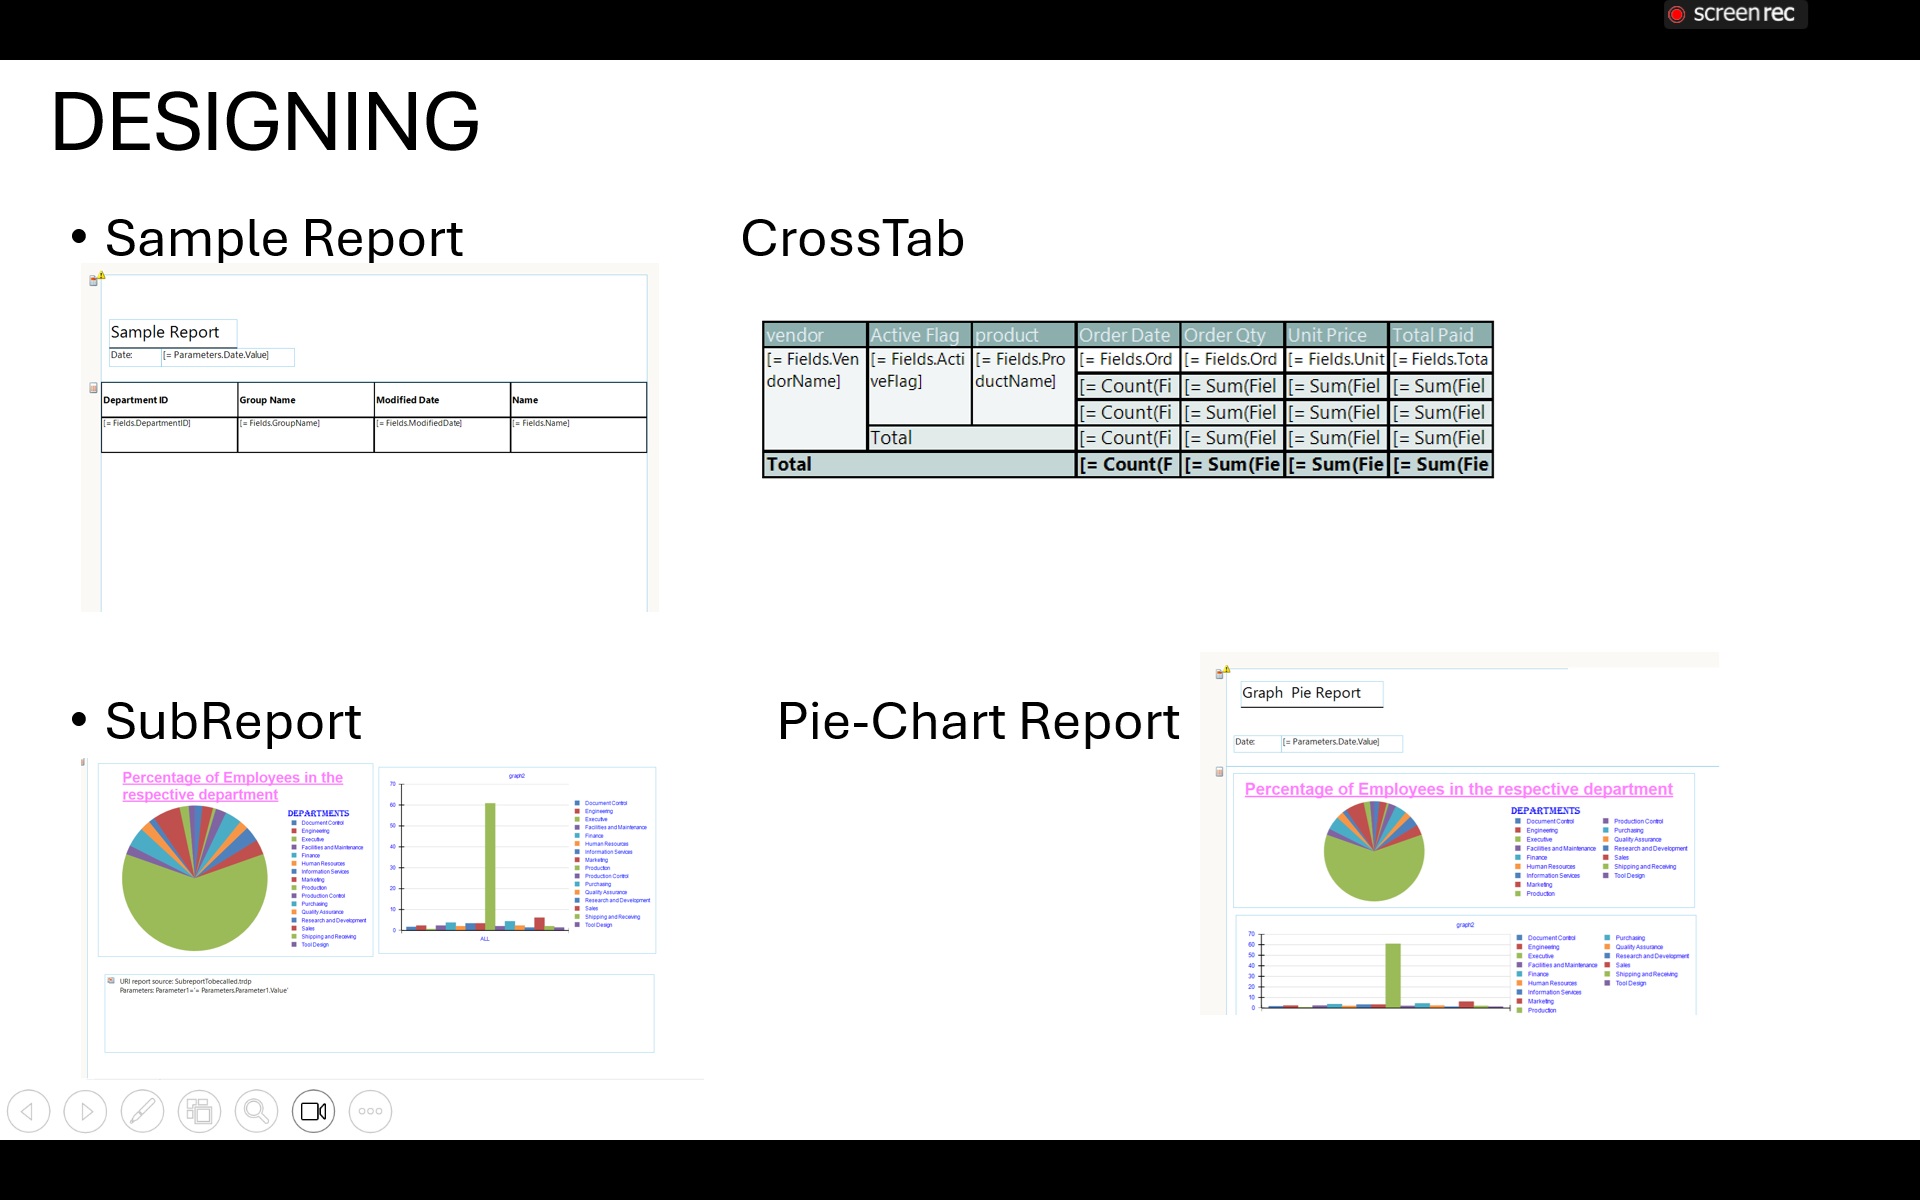 screenrec
DESIGNING
• Sample Report
Sample Report
Date: [= Parameters.Date.Value]
Department ID Group Name Modified Date Name
[= Fields.DepartmentID] [= Fields.GroupName] [= Fields.ModifiedDate] [= Fields.Name]
CrossTab
vendor Active Flag product Order Date Order Qty Unit Price Total Paid
[= Fields.Ven [= Fields.Acti [= Fields.Pro [= Fields.Ord [= Fields.Ord [= Fields.Unit [= Fields.Tota
dorName] veFlag] ductName] [= Count(Fi [= Sum(Fiel [= Sum(Fiel [= Sum(Fiel
[= Count(Fi [= Sum(Fiel [= Sum(Fiel [= Sum(Fiel
Total [= Count(Fi [= Sum(Fiel [= Sum(Fiel [= Sum(Fiel
Total [= Count(F [= Sum(Fie [= Sum(Fie [= Sum(Fie
• SubReport
Percentage of Employees in the
respective department
DEPARTMENTS
Document Control
Engineering
Executive
Facilities and Maintenance
Finance
Human Resources
Information Services
Marketing
Production
Production Control
Purchasing
Quality Assurance
Research and Development
Sales
Shipping and Receiving
Tool Design
graph2
70
60
50
40
30
20
10
0
ALL
Document Control
Engineering
Executive
Facilities and Maintenance
Finance
Human Resources
Information Services
Marketing
Production
Production Control
Purchasing
Quality Assurance
Research and Development
Sales
Shipping and Receiving
Tool Design
URI report source: SubreportTobecalled.trdp
Parameters: Parameter1='= Parameters.Parameter1.Value'
Pie-Chart Report
Graph Pie Report
Date: [= Parameters.Date.Value]
Percentage of Employees in the respective department
DEPARTMENTS
Document Control Production Control
Engineering Purchasing
Executive Quality Assurance
Facilities and Maintenance Research and Development
Finance Sales
Human Resources Shipping and Receiving
Information Services Tool Design
Marketing
Production
graph2
70
60
50
40
30
20
10
0
Document Control Purchasing
Engineering Quality Assurance
Executive Research and Development
Facilities and Maintenance Sales
Finance Shipping and Receiving
Human Resources Tool Design
Information Services
Marketing
Production